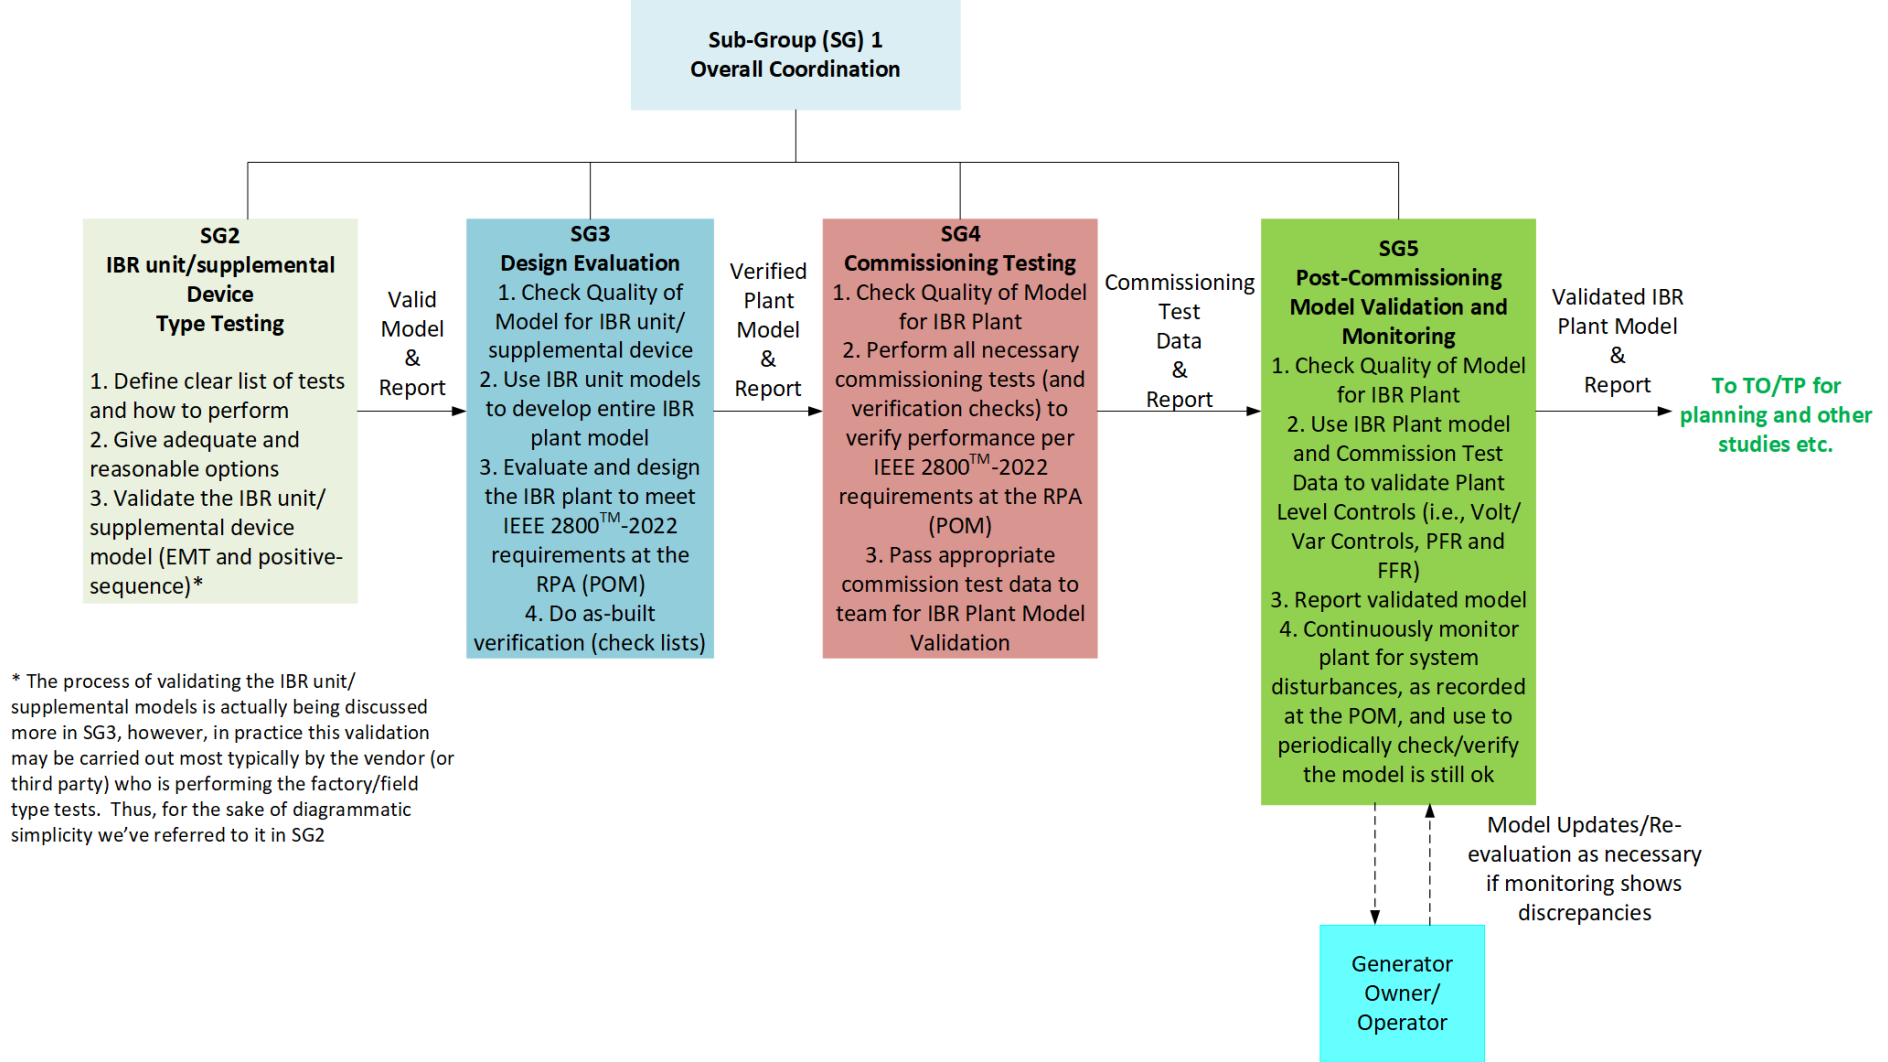 Sub-Group (SG) 1
Overall Coordination
SG2
IBR unit/supplemental
Device
Type Testing
1. Define clear list of tests
and how to perform
2. Give adequate and
reasonable options
3. Validate the IBR unit/
supplemental device
model (EMT and positive-
sequence)*
Valid
Model
&
Report
SG3
Design Evaluation
1. Check Quality of
Model for IBR unit/
supplemental device
2. Use IBR unit models
to develop entire IBR
plant model
3. Evaluate and design
the IBR plant to meet
IEEE 2800TM-2022
requirements at the
RPA (POM)
4. Do as-built
verification (check lists)
Verified
Plant
Model
&
Report
SG4
Commissioning Testing
1. Check Quality of Model
for IBR Plant
2. Perform all necessary
commissioning tests (and
verification checks) to
verify performance per
IEEE 2800TM-2022
requirements at the RPA
(POM)
3. Pass appropriate
commission test data to
team for IBR Plant Model
Validation
Commissioning
Test
Data
&
Report
SG5
Post-Commissioning
Model Validation and
Monitoring
1. Check Quality of Model
for IBR Plant
2. Use IBR Plant model
and Commission Test
Data to validate Plant
Level Controls (i.e., Volt/
Var Controls, PFR and
FFR)
3. Report validated model
4. Continuously monitor
plant for system
disturbances, as recorded
at the POM, and use to
periodically check/verify
the model is still ok
Validated IBR
Plant Model
&
Report
To TO/TP for
planning and other
studies etc.
* The process of validating the IBR unit/
supplemental models is actually being discussed
more in SG3, however, in practice this validation
may be carried out most typically by the vendor (or
third party) who is performing the factory/field
type tests.  Thus, for the sake of diagrammatic
simplicity we’ve referred to it in SG2
Model Updates/Re-
evaluation as necessary
if monitoring shows
discrepancies
Generator
Owner/
Operator